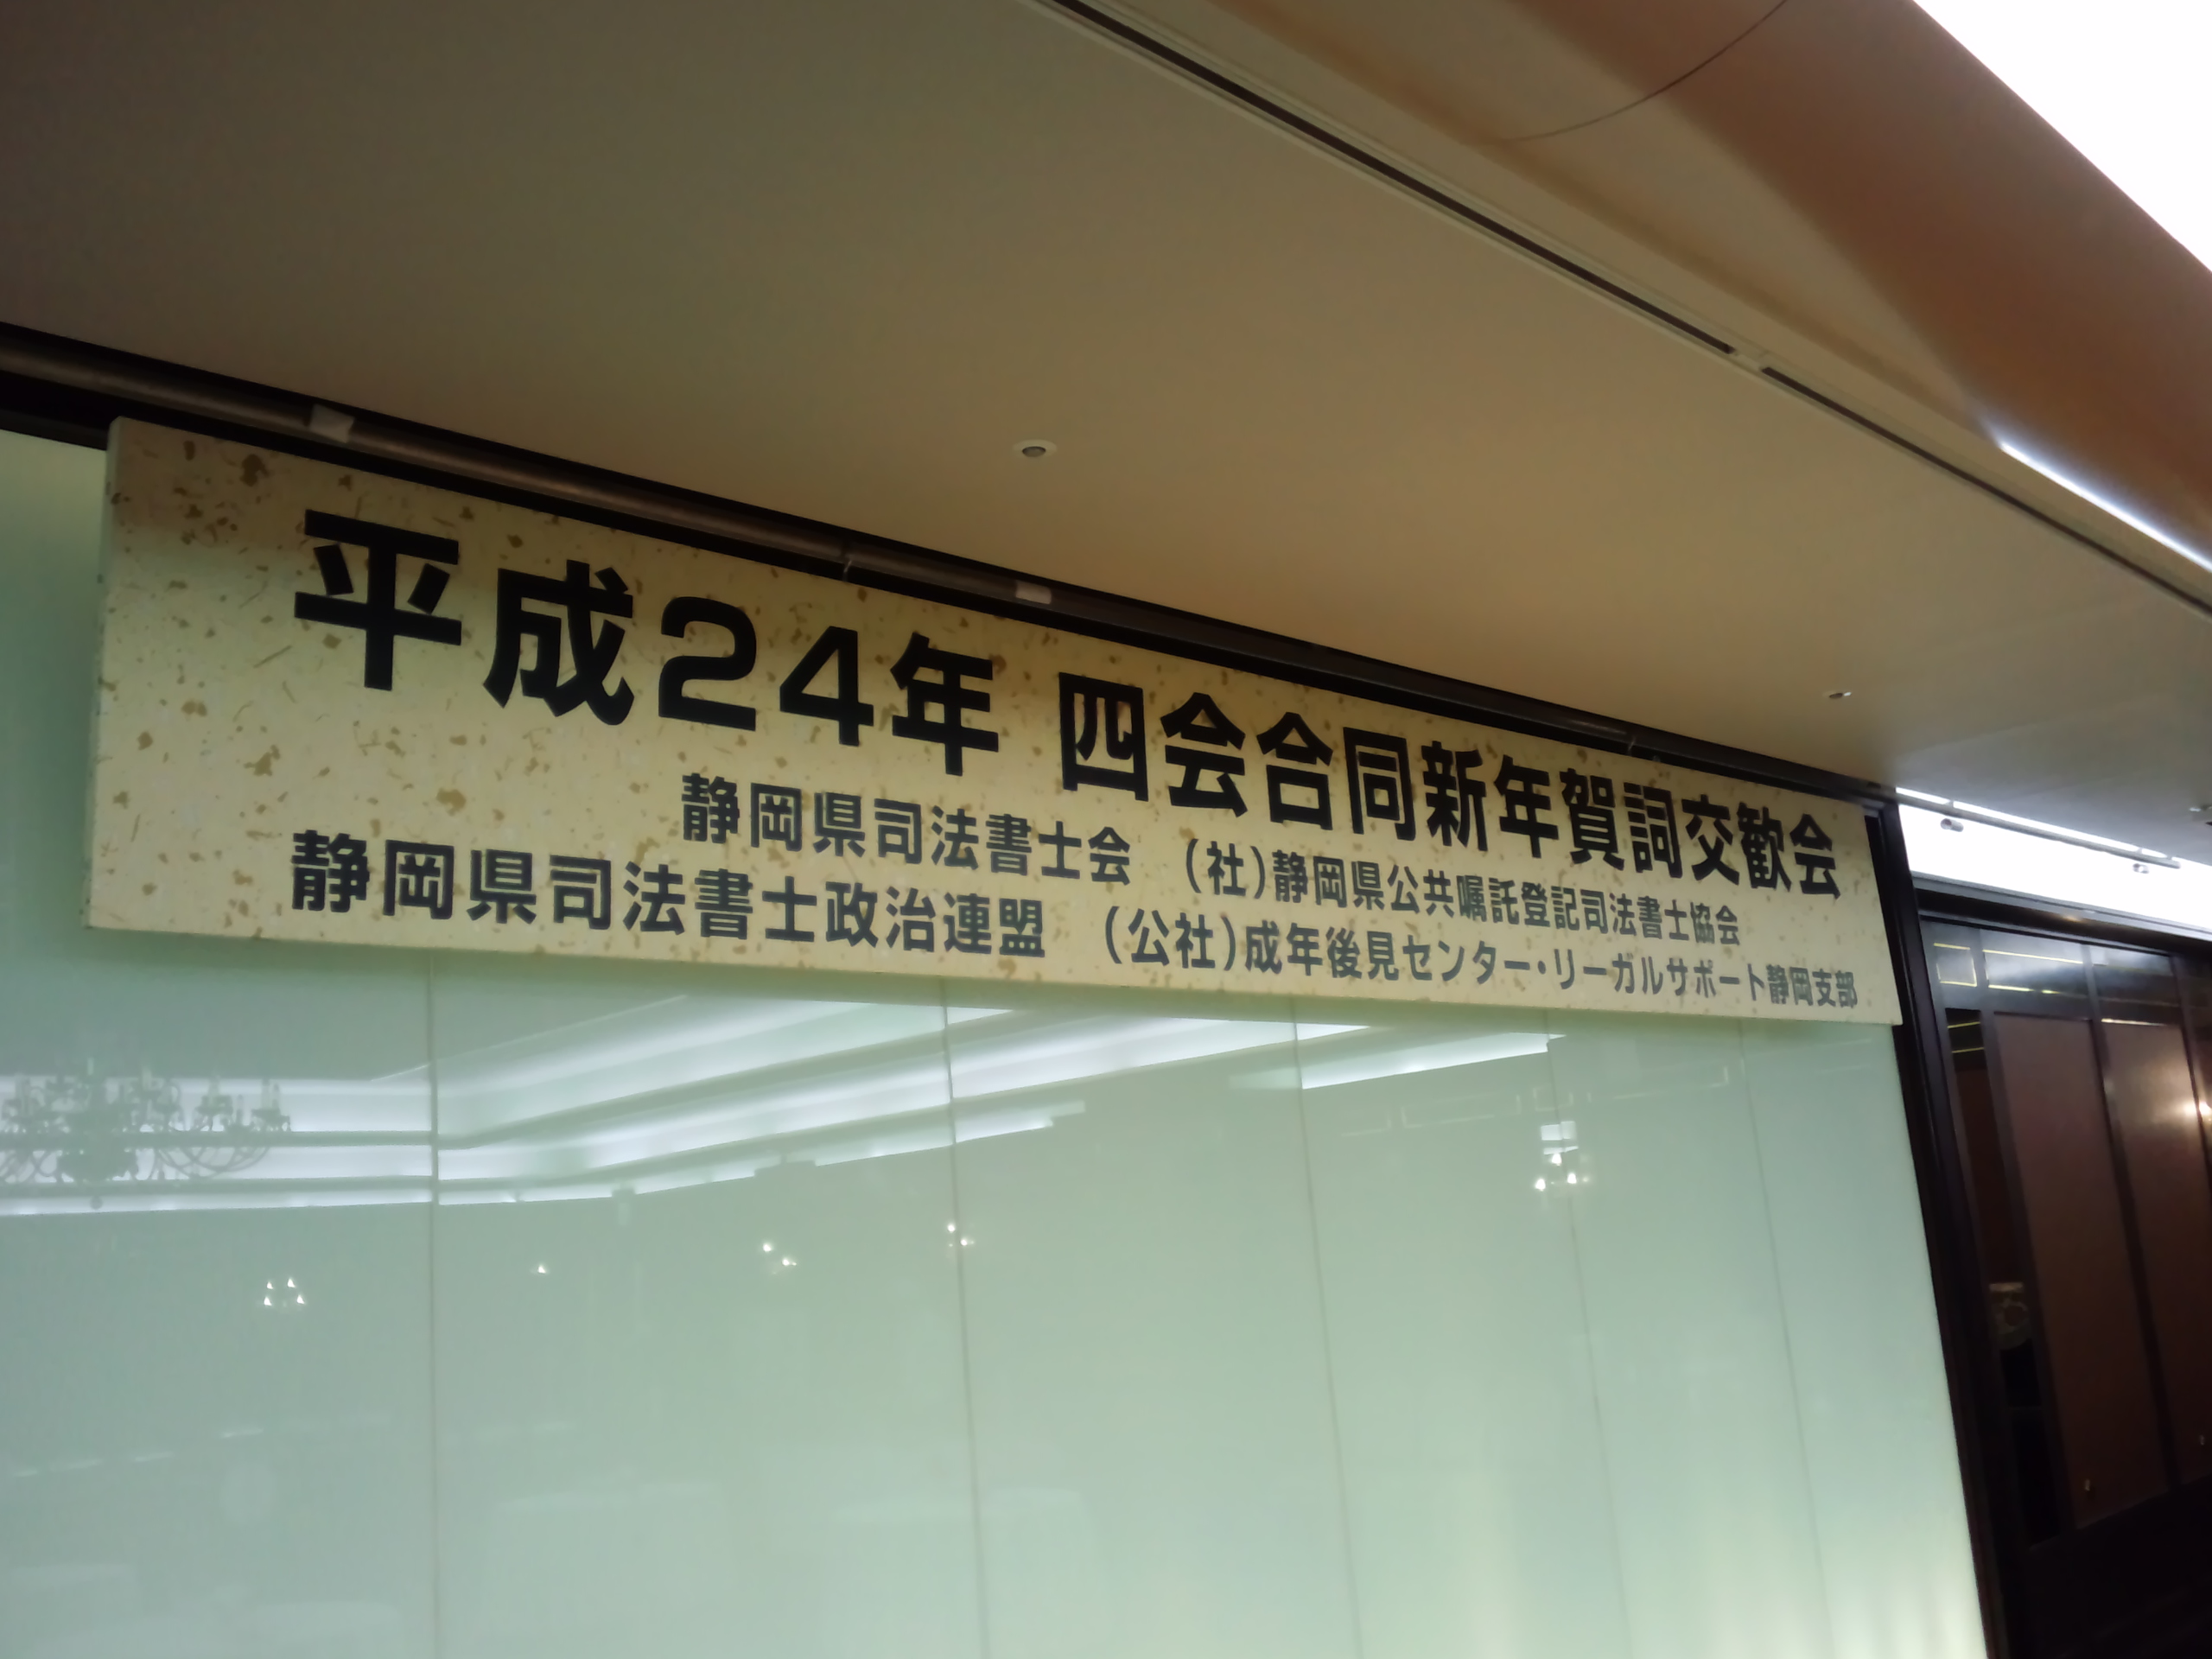 平成24年 四会合同新年賀詞交歓会
静岡県司法書士会 (社)静岡県公共嘱託登記司法書士協会
静岡県司法書士政治連盟 (公社)成年後見センター・リーガルサポート静岡支部